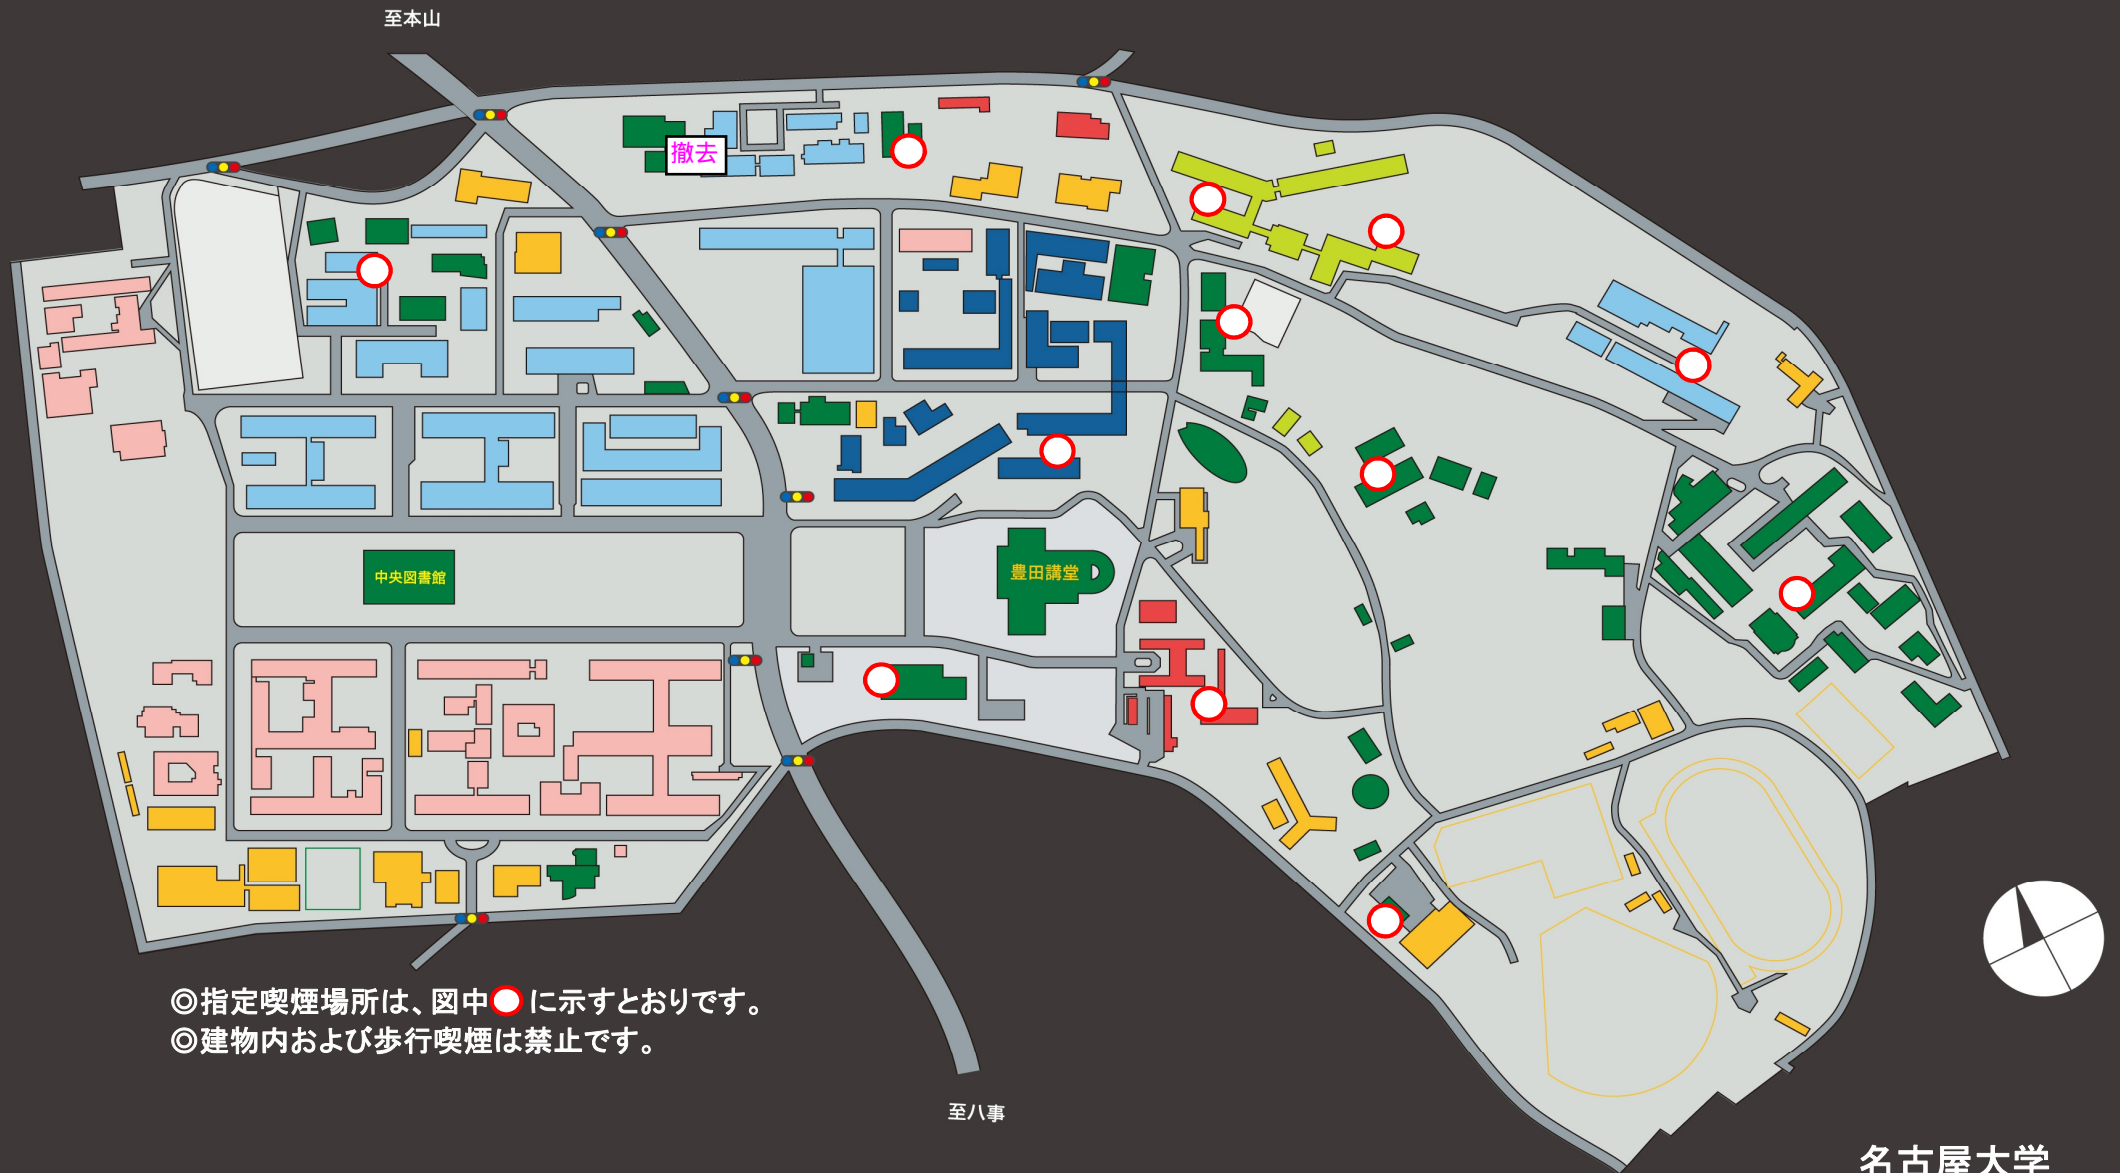 至本山
撤去
中央図書館
豊田講堂
◎指定喫煙場所は、図中 に示すとおりです。
◎建物内および歩行喫煙は禁止です。
至八事
名古屋大学